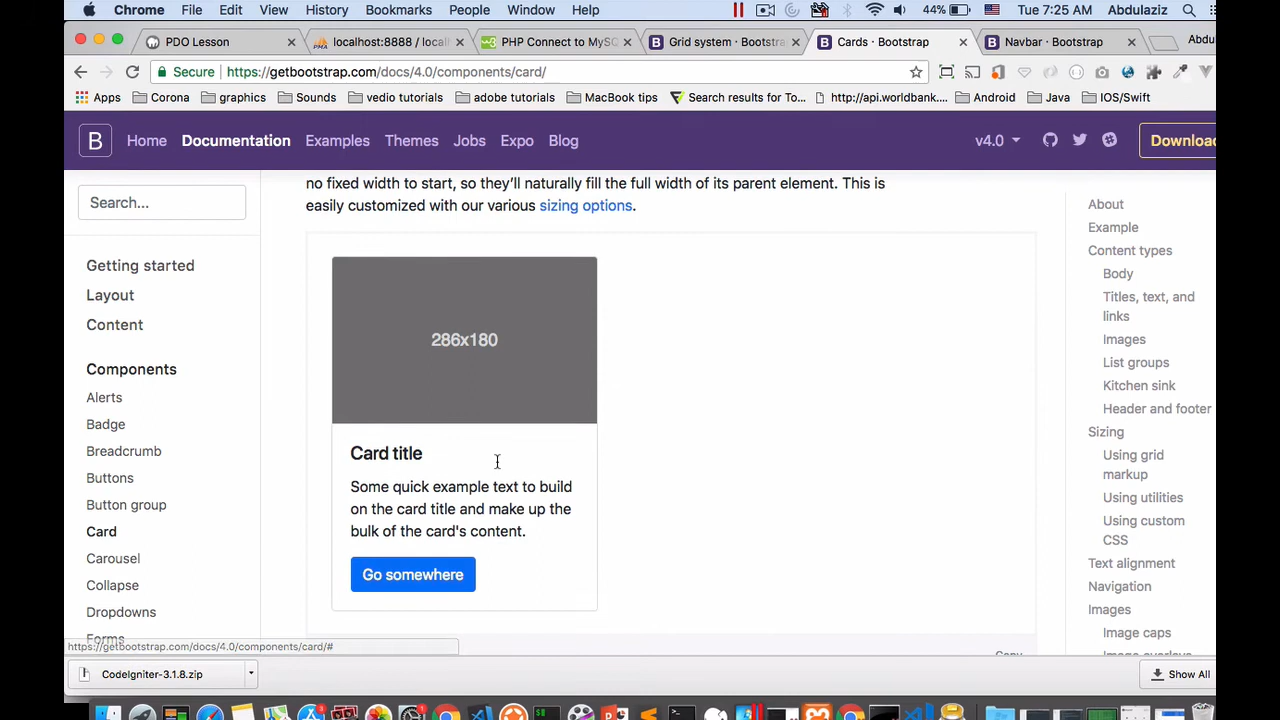 Chrome File Edit View History Bookmarks People Window Help 44% Tue 7:25 AM Abdulaziz
PDO Lesson localhost:8888 / local PHP Connect to MySQ Grid system · Bootstra Cards · Bootstrap Navbar · Bootstrap Abdu
Secure https://getbootstrap.com/docs/4.0/components/card/
Apps Corona graphics Sounds vedio tutorials adobe tutorials MacBook tips Search results for To... http://api.worldbank.... Android Java IOS/Swift
B Home Documentation Examples Themes Jobs Expo Blog v4.0 Download
Search...
Getting started
Layout
Content
Components
Alerts
Badge
Breadcrumb
Buttons
Button group
Card
Carousel
Collapse
Dropdowns
Forms
no fixed width to start, so they’ll naturally fill the full width of its parent element. This is
easily customized with our various sizing options.
286x180
Card title
Some quick example text to build
on the card title and make up the
bulk of the card's content.
Go somewhere
Copy
About
Example
Content types
Body
Titles, text, and
links
Images
List groups
Kitchen sink
Header and footer
Sizing
Using grid
markup
Using utilities
Using custom
CSS
Text alignment
Navigation
Images
Image caps
Image overlays
https://getbootstrap.com/docs/4.0/components/card/#
CodeIgniter-3.1.8.zip Show All